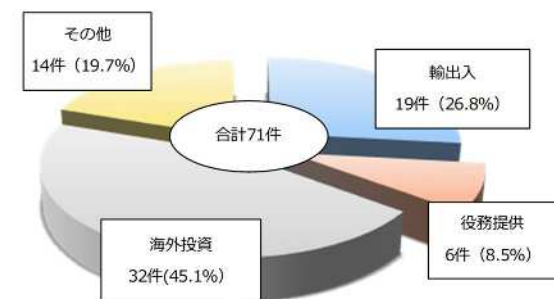 その他
14件（19.7%）
輸出入
19件（26.8%）
合計71件
海外投資
32件(45.1%）
役務提供
6件（8.5%）